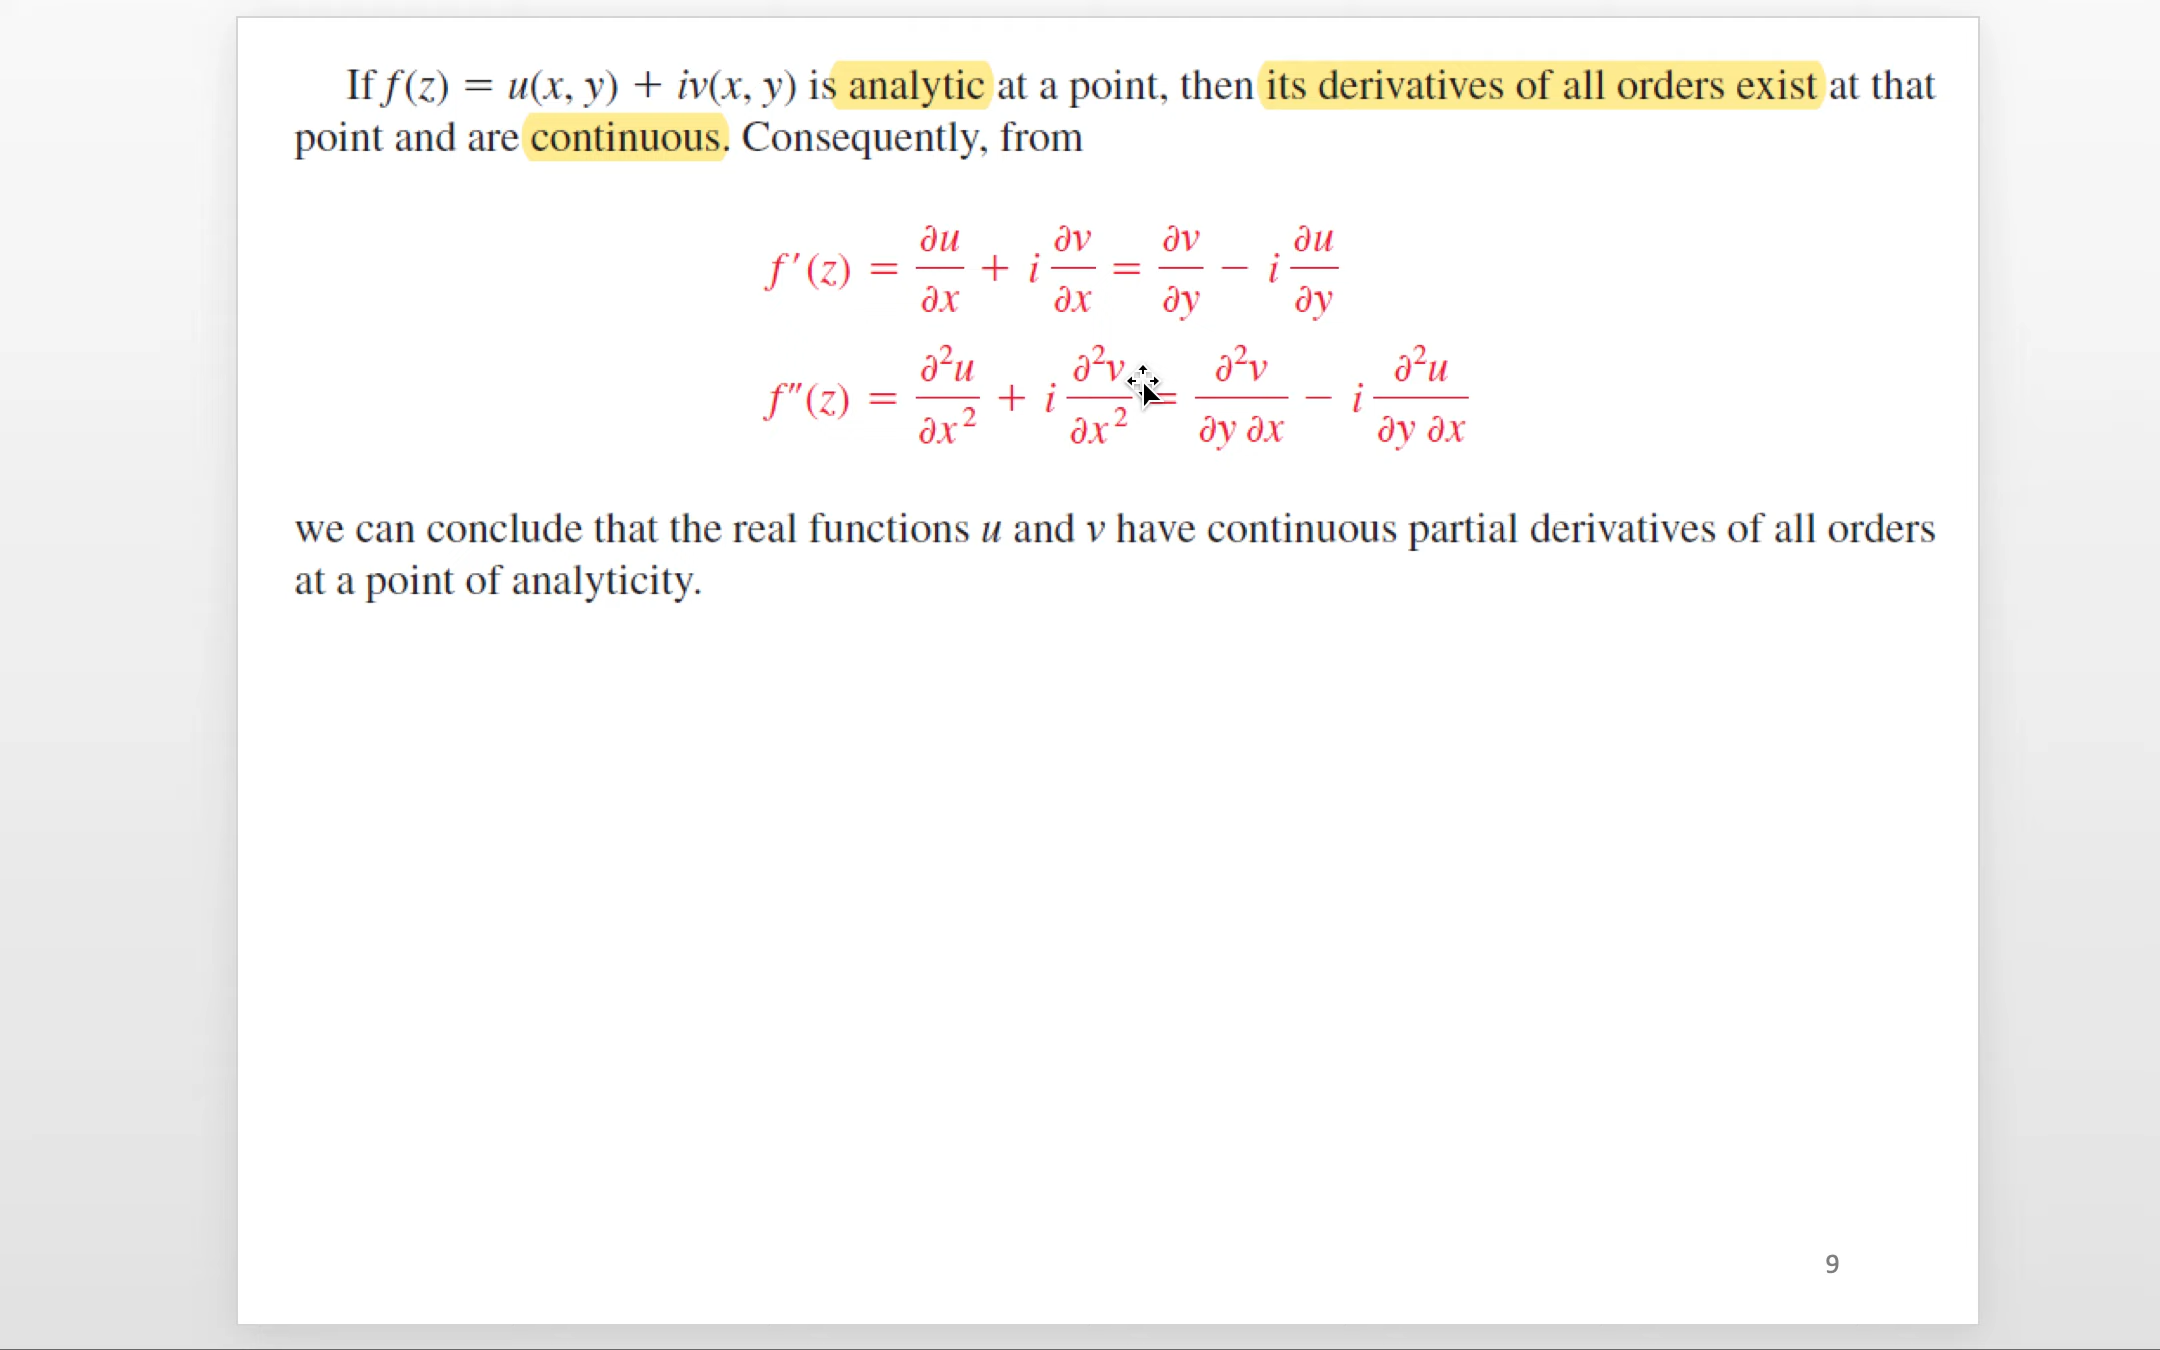 If f(z) = u(x, y) + iv(x, y) is analytic at a point, then its derivatives of all orders exist at that
point and are continuous. Consequently, from
f′(z) = ∂u/∂x + i ∂v/∂x = ∂v/∂y − i ∂u/∂y
f″(z) = ∂²u/∂x² + i ∂²v/∂x² = ∂²v/∂y ∂x − i ∂²u/∂y ∂x
we can conclude that the real functions u and v have continuous partial derivatives of all orders
at a point of analyticity.
9